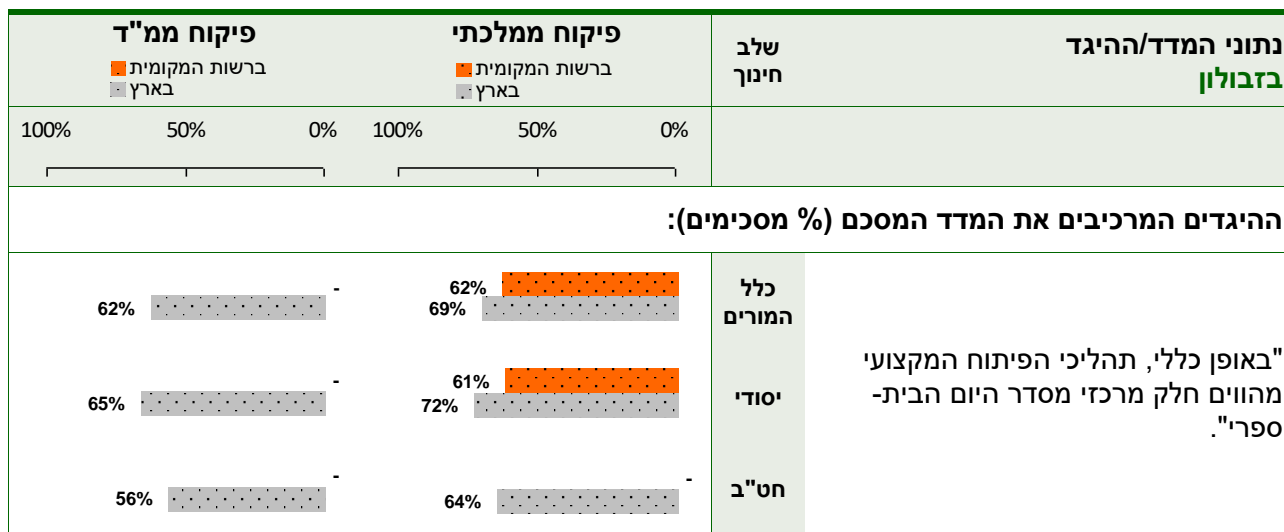 נתוני המדד/ההיגד
בזבולון
שלב
חינוך
פיקוח ממלכתי
ברשות המקומית
בארץ
פיקוח ממ"ד
ברשות המקומית
בארץ
0% 50% 100%
0% 50% 100%
ההיגדים המרכיבים את המדד המסכם (% מסכימים):
"באופן כללי, תהליכי הפיתוח המקצועי
מהווים חלק מרכזי מסדר היום הבית-
ספרי".
כלל
המורים
62%
69%
-
62%
יסודי
61%
72%
-
65%
חט"ב
-
64%
-
56%